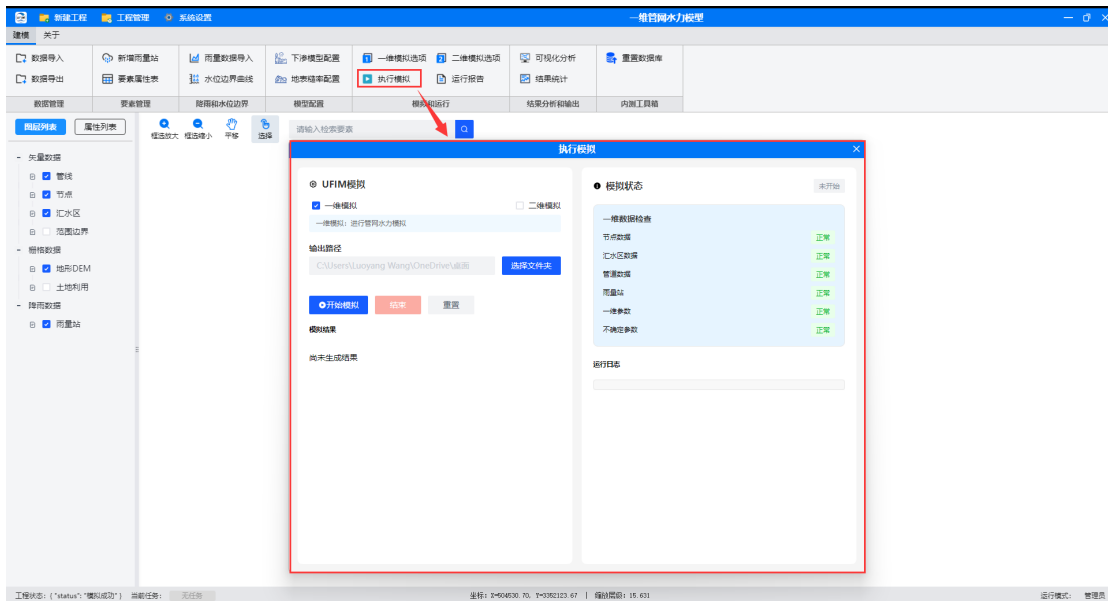 新建工程 工程管理 系统设置 一维管网水力模型
建模 关于
数据导入 新增雨量站 雨量数据导入 下渗模型配置 一维模拟选项 二维模拟选项 可视化分析 重置数据库
数据导出 要素属性表 水位边界曲线 地表糙率配置 执行模拟 运行报告 结果统计
数据管理 要素管理 降雨和水位边界 模型配置 模拟和运行 结果分析和输出 内测工具箱
图层列表 属性列表 框选放大 框选缩小 平移 选择 请输入检索要素
矢量数据
管线
节点
汇水区
范围边界
栅格数据
地形DEM
土地利用
降雨数据
雨量站
执行模拟
UFIM模拟
一维模拟 二维模拟
一维模拟：进行管网水力模拟
输出路径
C:\Users\Luoyang Wang\OneDrive\桌面 选择文件夹
开始模拟 结束 重置
模拟结果
尚未生成结果
模拟状态 未开始
一维数据检查
节点数据 正常
汇水区数据 正常
管道数据 正常
雨量站 正常
一维参数 正常
不确定参数 正常
运行日志
工程状态: { "status": "模拟成功" } 当前任务: 无任务 坐标: X=504530.70, Y=3352123.67 | 缩放层级: 15.631 运行模式: 管理员